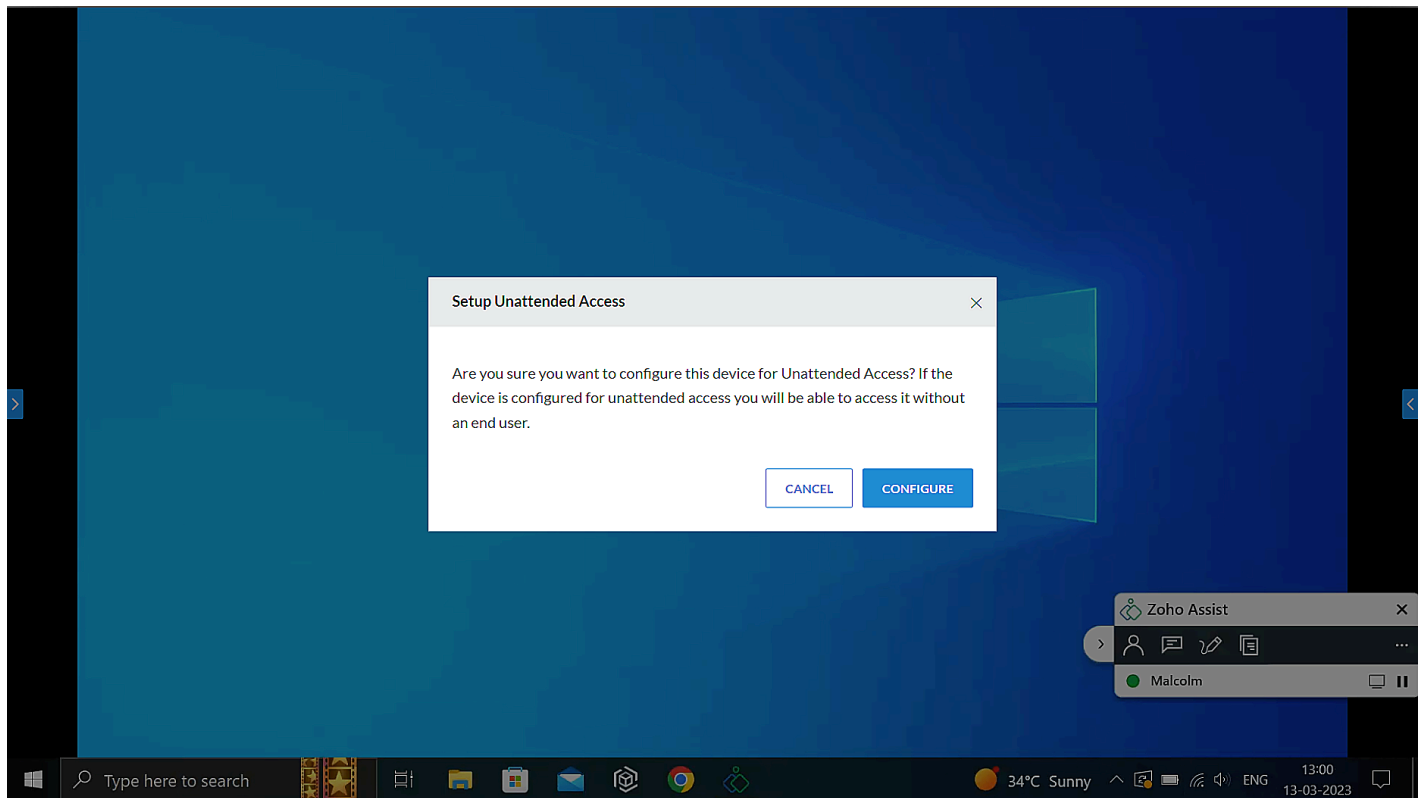 Setup Unattended Access
Are you sure you want to configure this device for Unattended Access? If the
device is configured for unattended access you will be able to access it without
an end user.
CANCEL
CONFIGURE
Zoho Assist
Malcolm
Type here to search
34°C Sunny
ENG
13:00
13-03-2023